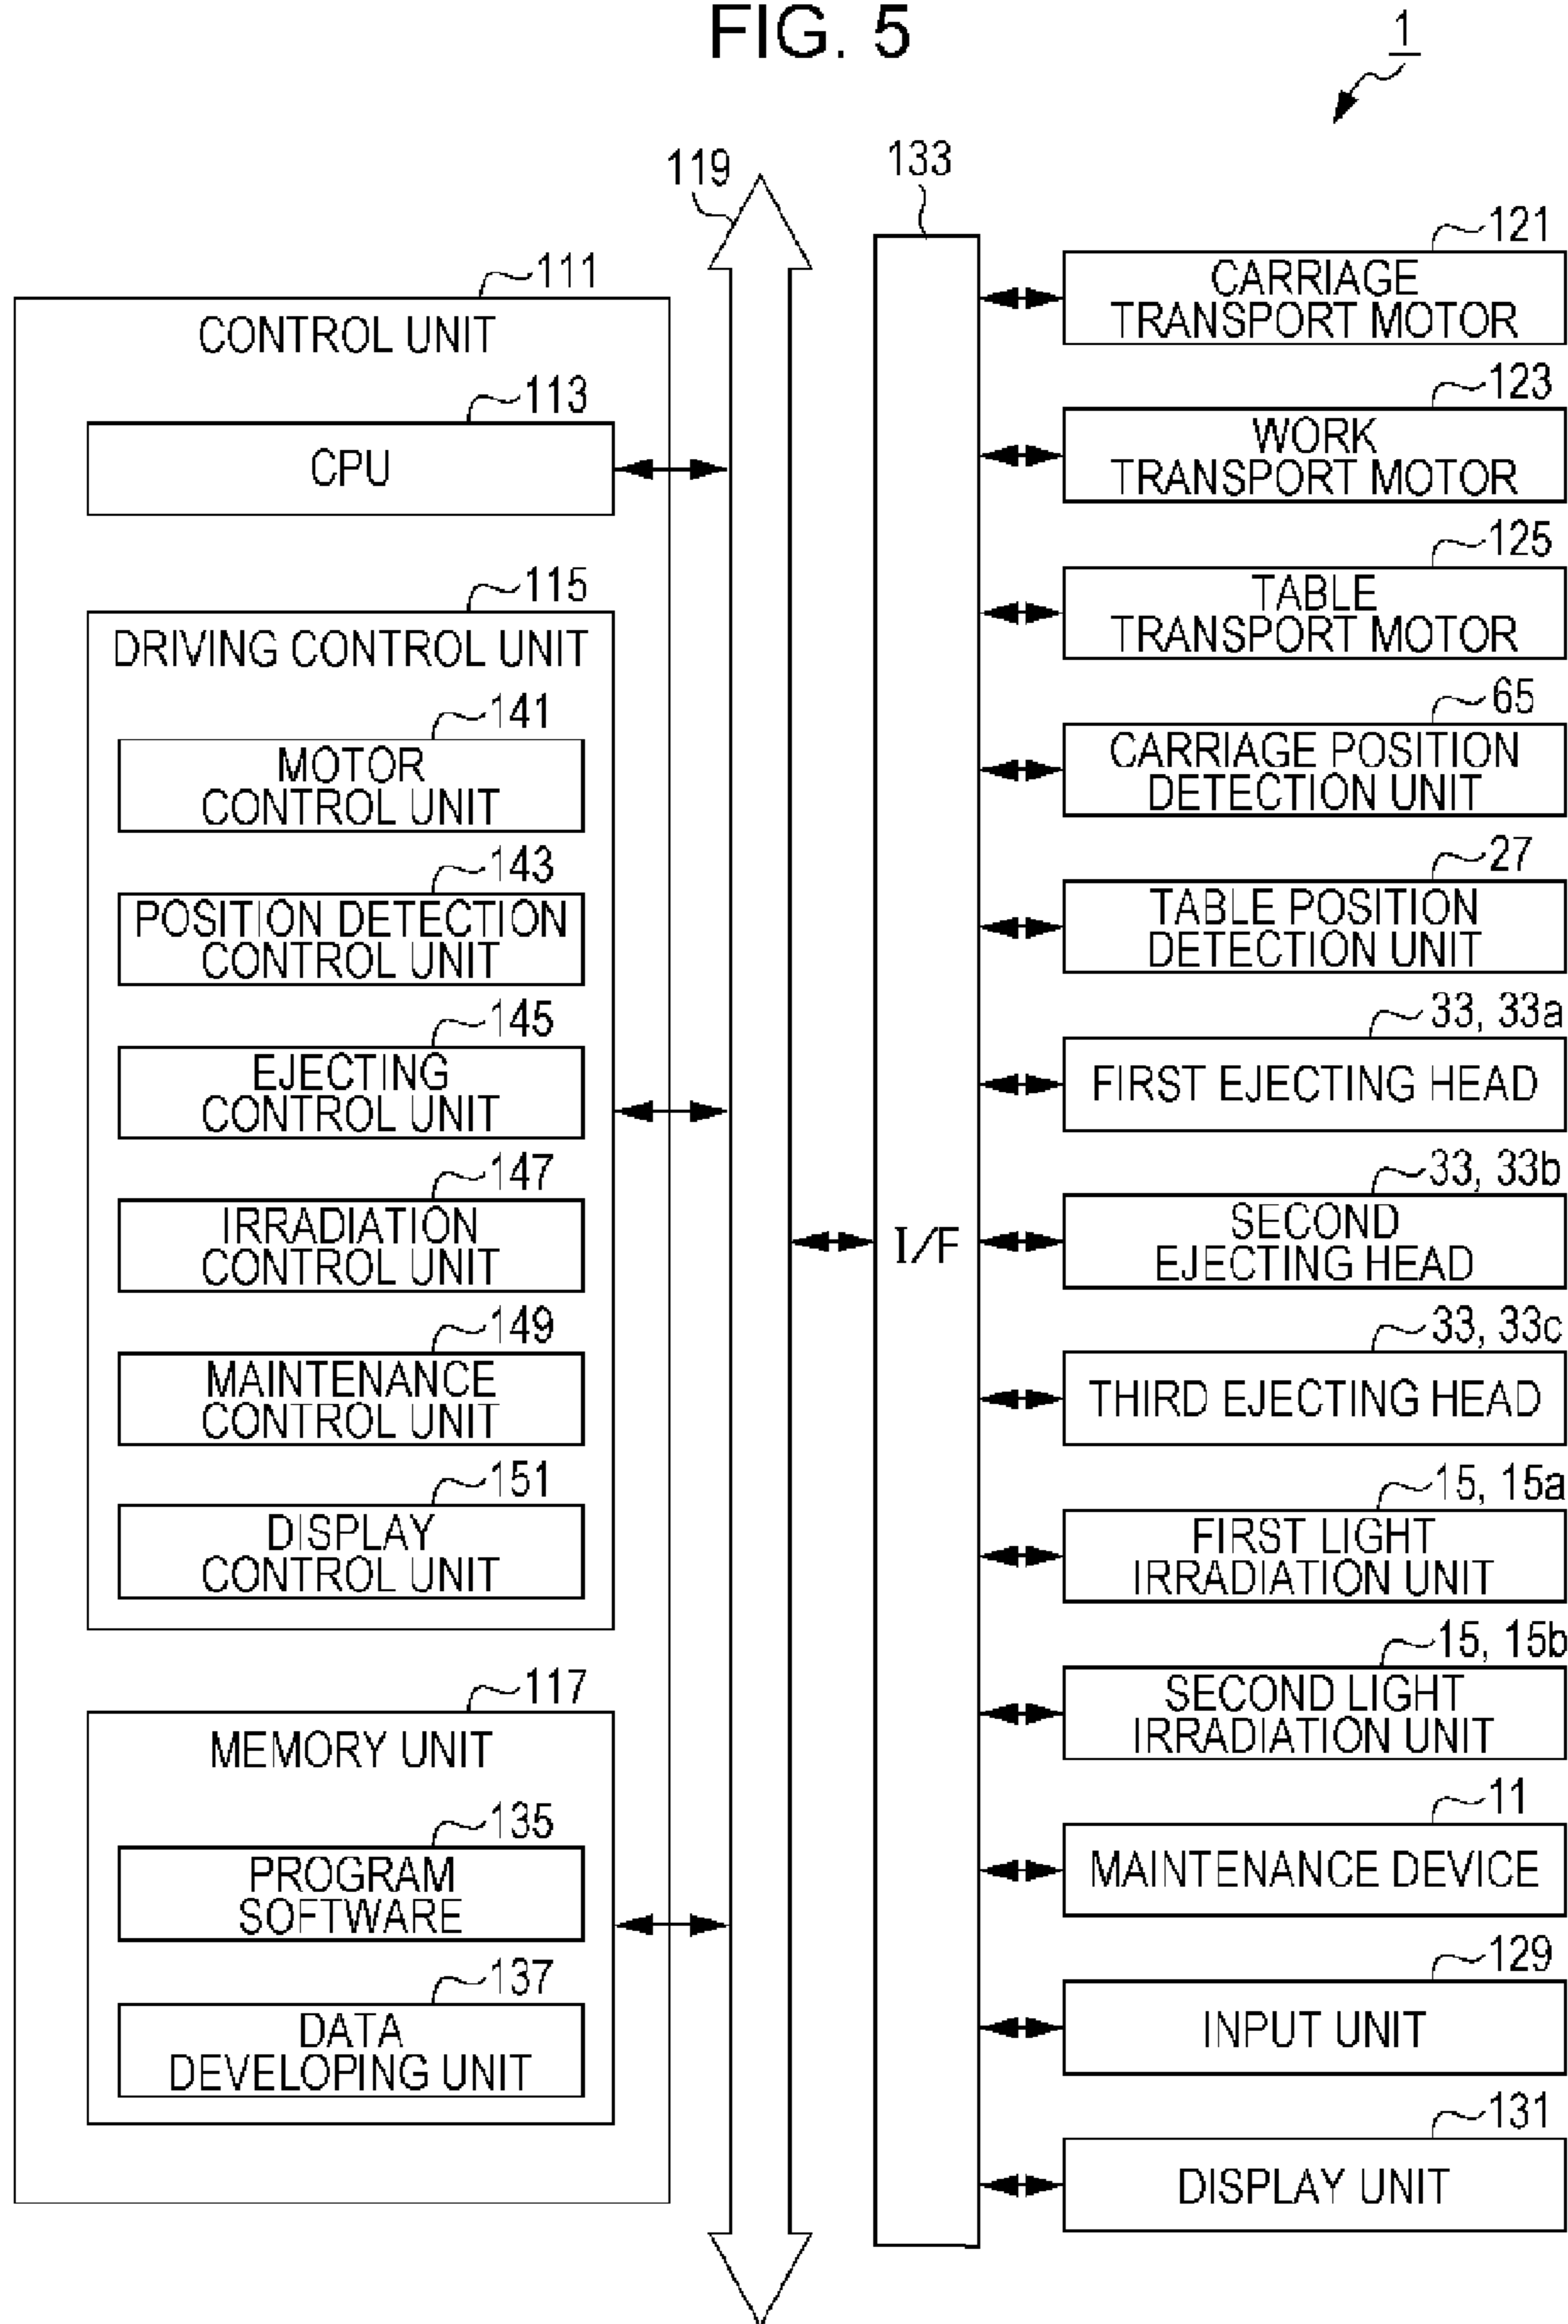 FIG. 5
1
119
133
111
CONTROL UNIT
113
CPU
115
DRIVING CONTROL UNIT
141
MOTOR
CONTROL UNIT
143
POSITION DETECTION
CONTROL UNIT
145
EJECTING
CONTROL UNIT
147
IRRADIATION
CONTROL UNIT
149
MAINTENANCE
CONTROL UNIT
151
DISPLAY
CONTROL UNIT
117
MEMORY UNIT
135
PROGRAM
SOFTWARE
137
DATA
DEVELOPING UNIT
I/F
121
CARRIAGE
TRANSPORT MOTOR
123
WORK
TRANSPORT MOTOR
125
TABLE
TRANSPORT MOTOR
65
CARRIAGE POSITION
DETECTION UNIT
27
TABLE POSITION
DETECTION UNIT
33, 33a
FIRST EJECTING HEAD
33, 33b
SECOND
EJECTING HEAD
33, 33c
THIRD EJECTING HEAD
15, 15a
FIRST LIGHT
IRRADIATION UNIT
15, 15b
SECOND LIGHT
IRRADIATION UNIT
11
MAINTENANCE DEVICE
129
INPUT UNIT
131
DISPLAY UNIT